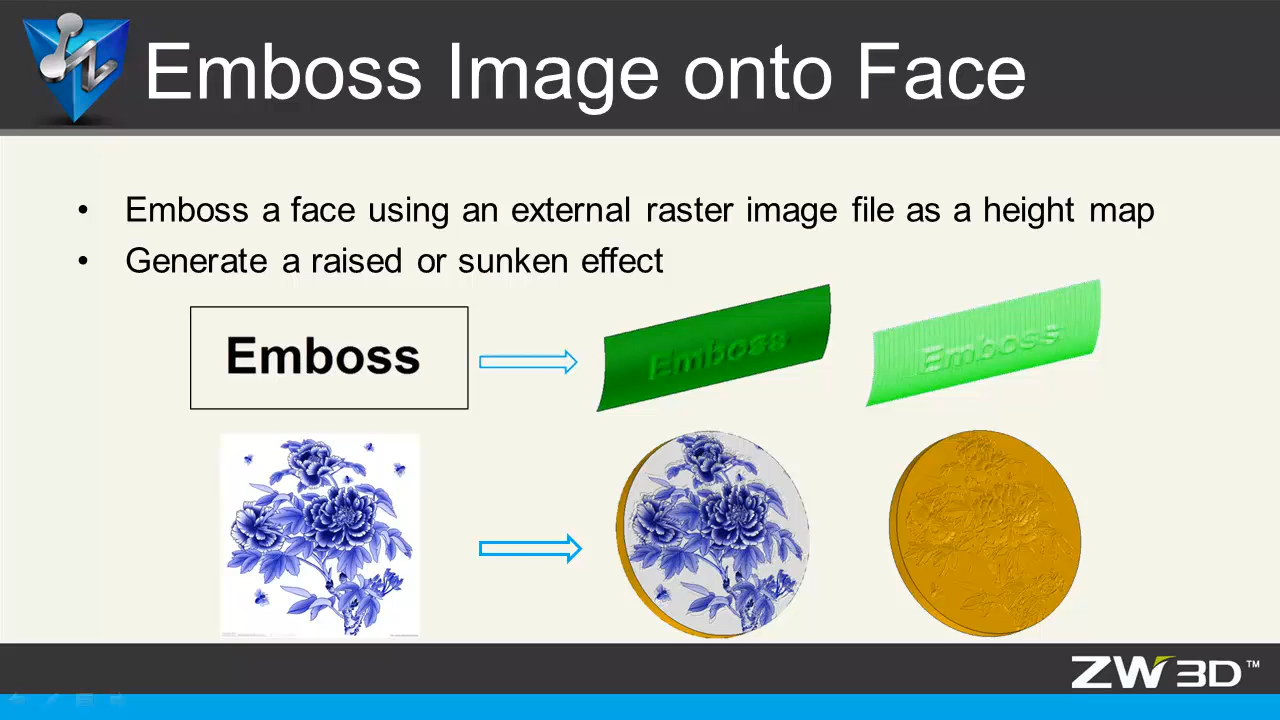 Emboss Image onto Face
• Emboss a face using an external raster image file as a height map
• Generate a raised or sunken effect
Emboss
Emboss
Emboss
ZW3D™